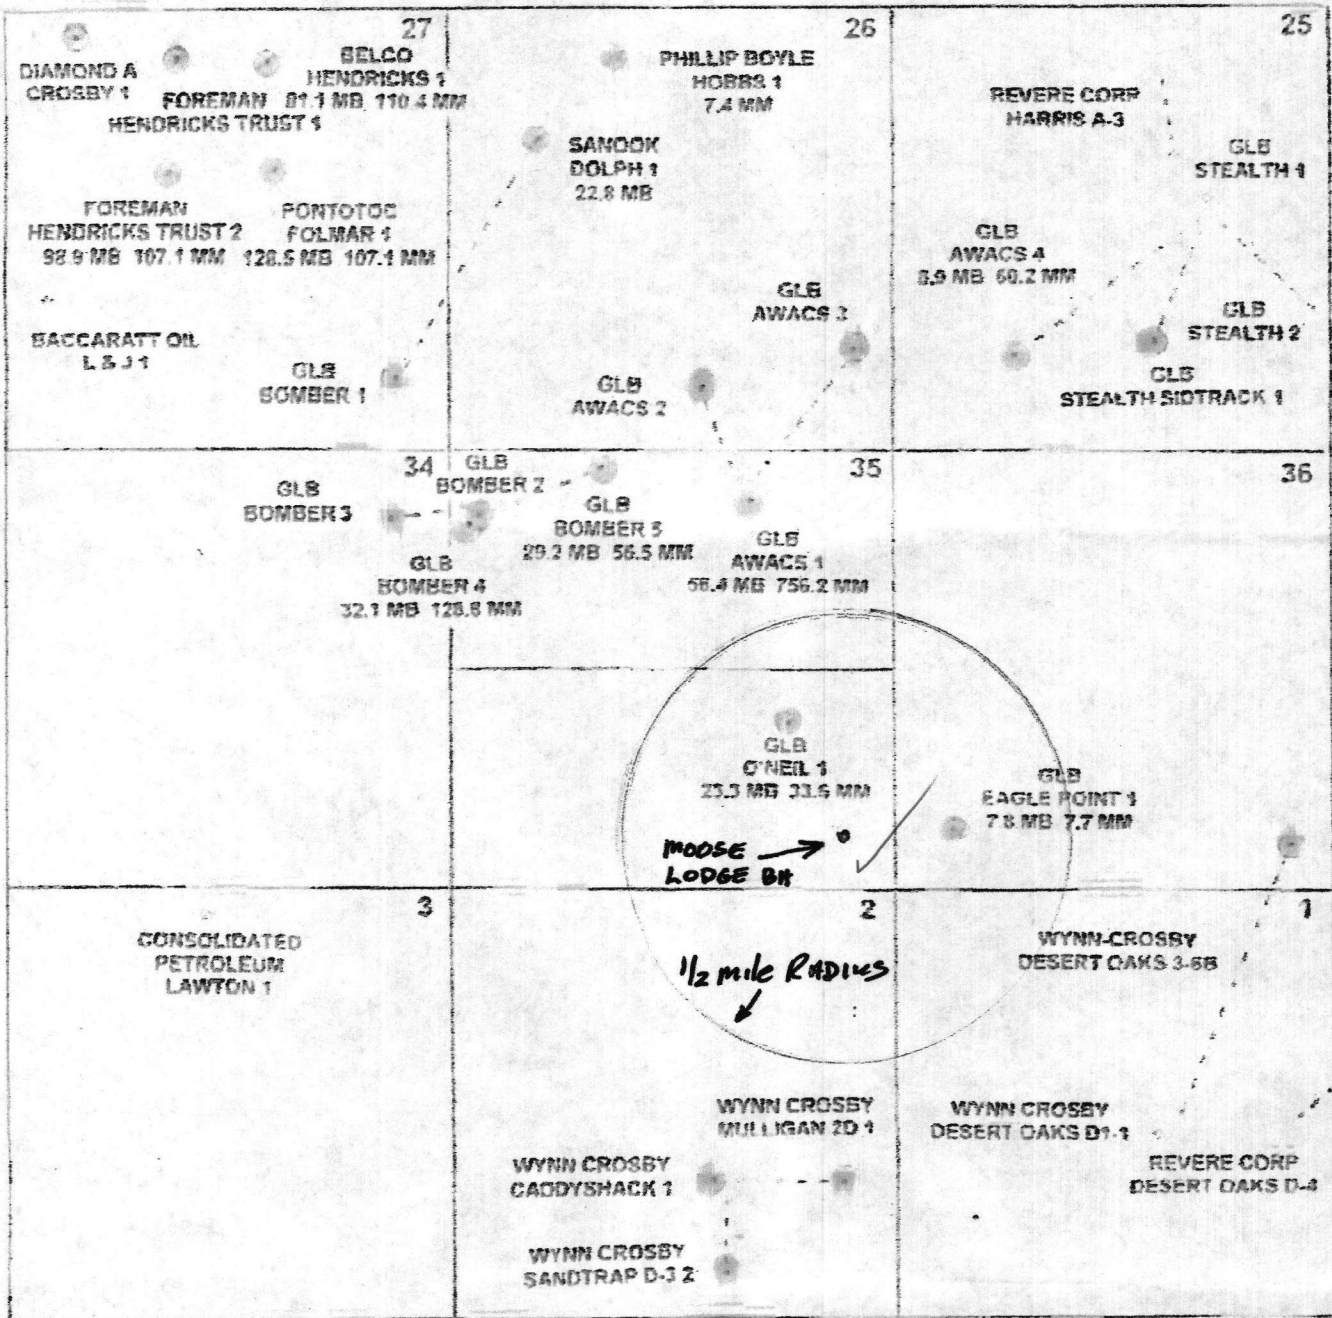 27
26
25
DIAMOND A
CROSBY 1
FOREMAN
HENDRICKS TRUST 1
BELCO
HENDRICKS 1
81.1 MB 110.4 MM
PHILLIP BOYLE
HOBBS 1
7.4 MM
REVERE CORP
HARRIS A-3
SANOOK
DOLPH 1
22.8 MB
GLB
STEALTH 1
FOREMAN
HENDRICKS TRUST 2
98.9 MB 107.1 MM
PONTOTOC
FOLMAR 1
128.5 MB 107.1 MM
GLB
AWACS 4
8.9 MB 60.2 MM
GLB
AWACS 3
GLB
STEALTH 2
BACCARATT OIL
L & J 1
GLB
BOMBER 1
GLB
AWACS 2
GLB
STEALTH SIDTRACK 1
34
35
36
GLB
BOMBER 2
GLB
BOMBER 3
GLB
BOMBER 5
29.2 MB 56.5 MM
GLB
AWACS 1
56.4 MB 756.2 MM
GLB
BOMBER 4
32.1 MB 128.8 MM
GLB
O'NEIL 1
23.3 MB 33.6 MM
GLB
EAGLE POINT 1
7.8 MB 7.7 MM
MOOSE
LODGE BH
3
2
1
CONSOLIDATED
PETROLEUM
LAWTON 1
WYNN-CROSBY
DESERT OAKS 3-6B
1/2 mile RADIUS
WYNN CROSBY
MULLIGAN 2D 1
WYNN CROSBY
DESERT OAKS D1-1
WYNN CROSBY
CADDYSHACK 1
REVERE CORP
DESERT OAKS D-4
WYNN CROSBY
SANDTRAP D-3 2